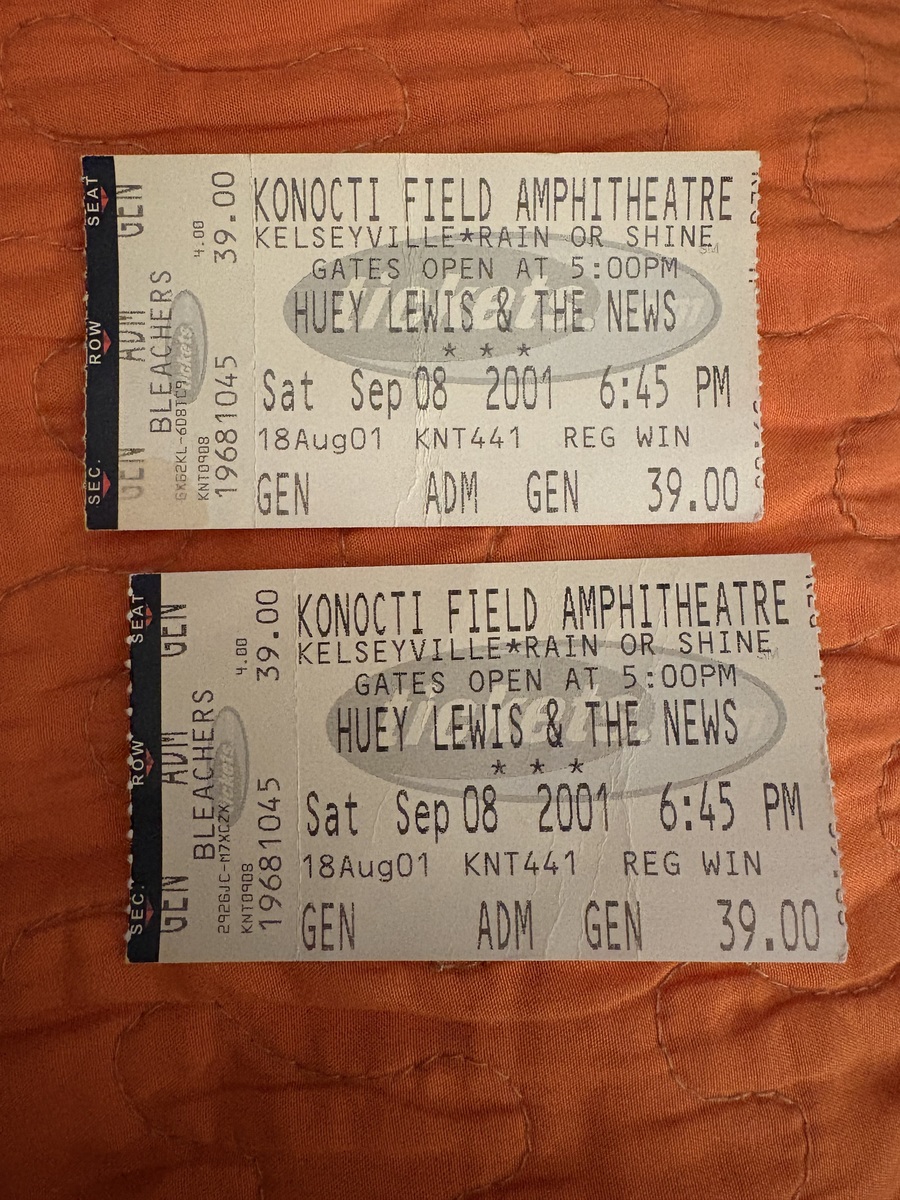 SEAT
ROW
SEC.
GEN
ADM
GEN
BLEACHERS
KNT0908
4.00
39.00
19681045
KONOCTI FIELD AMPHITHEATRE
KELSEYVILLE*RAIN OR SHINE
GATES OPEN AT 5:00PM
tickets.
HUEY LEWIS & THE NEWS
* * *
Sat Sep 08 2001 6:45 PM
18Aug01 KNT441 REG WIN
GEN ADM GEN 39.00
SEAT
ROW
SEC.
GEN
ADM
GEN
BLEACHERS
292GJC-M7XCZX
KNT0908
4.00
39.00
19681045
KONOCTI FIELD AMPHITHEATRE
KELSEYVILLE*RAIN OR SHINE
GATES OPEN AT 5:00PM
tickets.
HUEY LEWIS & THE NEWS
* * *
Sat Sep 08 2001 6:45 PM
18Aug01 KNT441 REG WIN
GEN ADM GEN 39.00